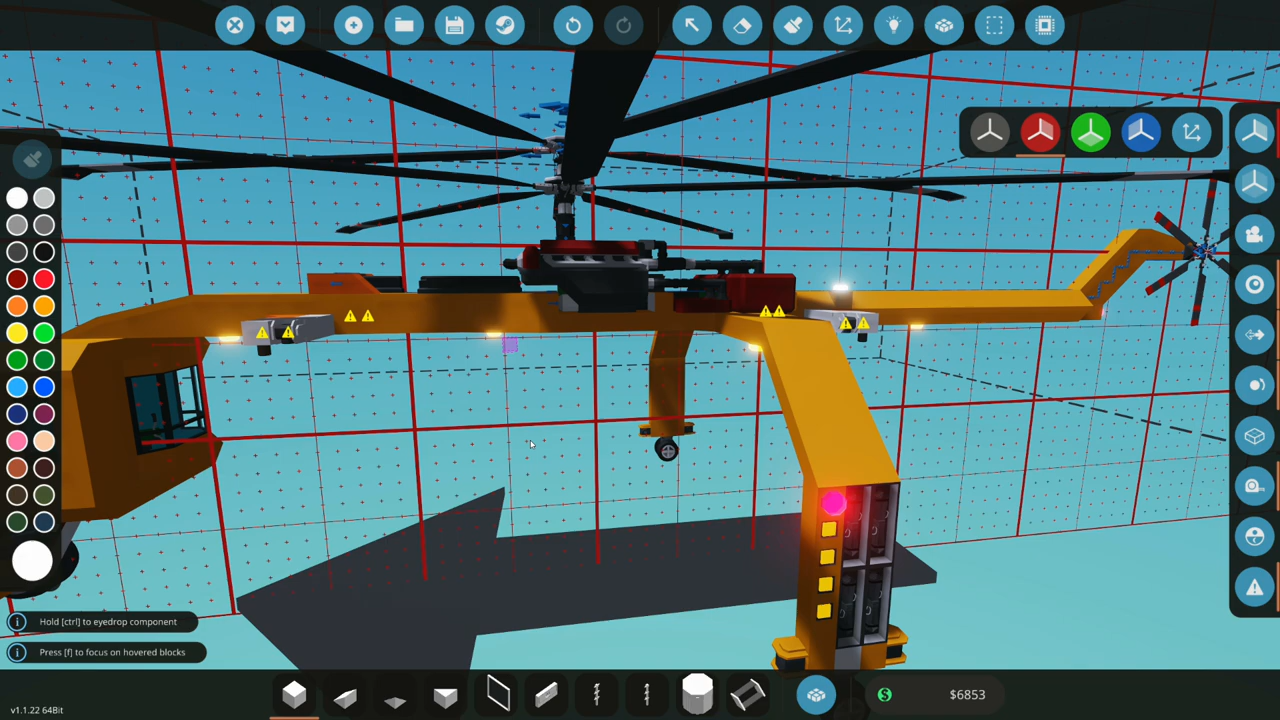 Hold [ctrl] to eyedrop component
Press [f] to focus on hovered blocks
$6853
v1.1.22 64Bit